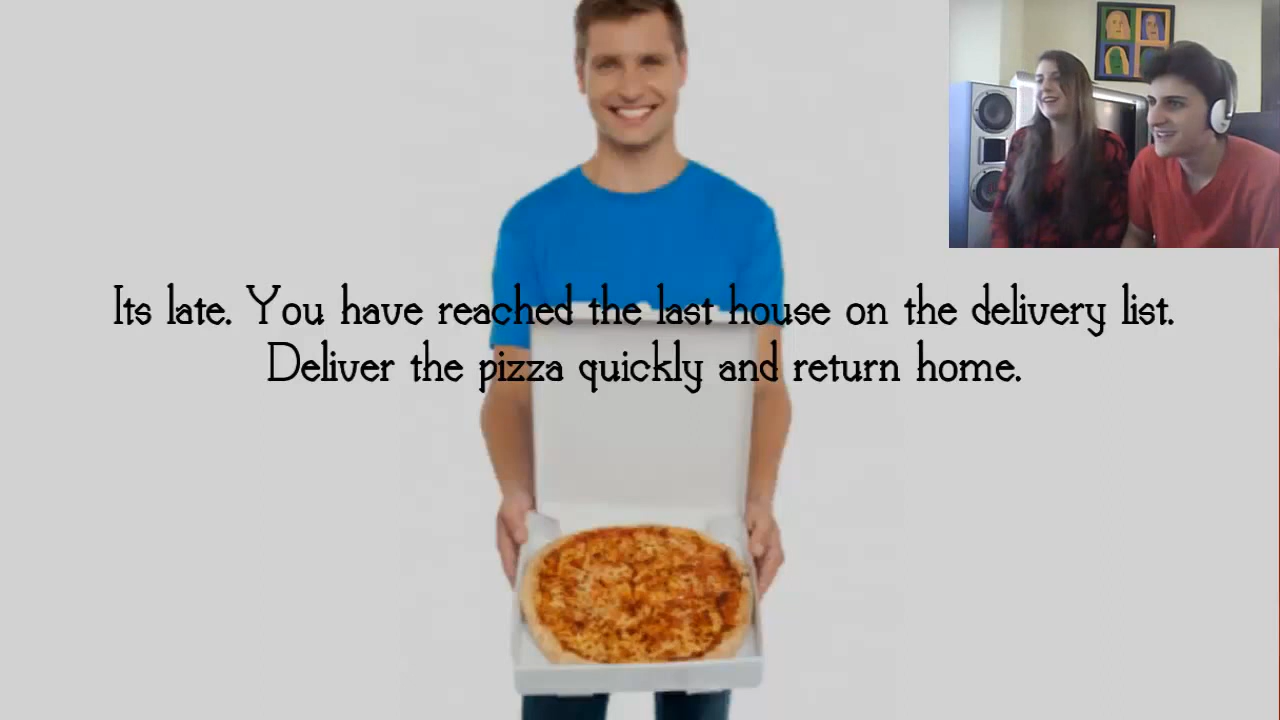 Its late. You have reached the last house on the delivery list.
Deliver the pizza quickly and return home.